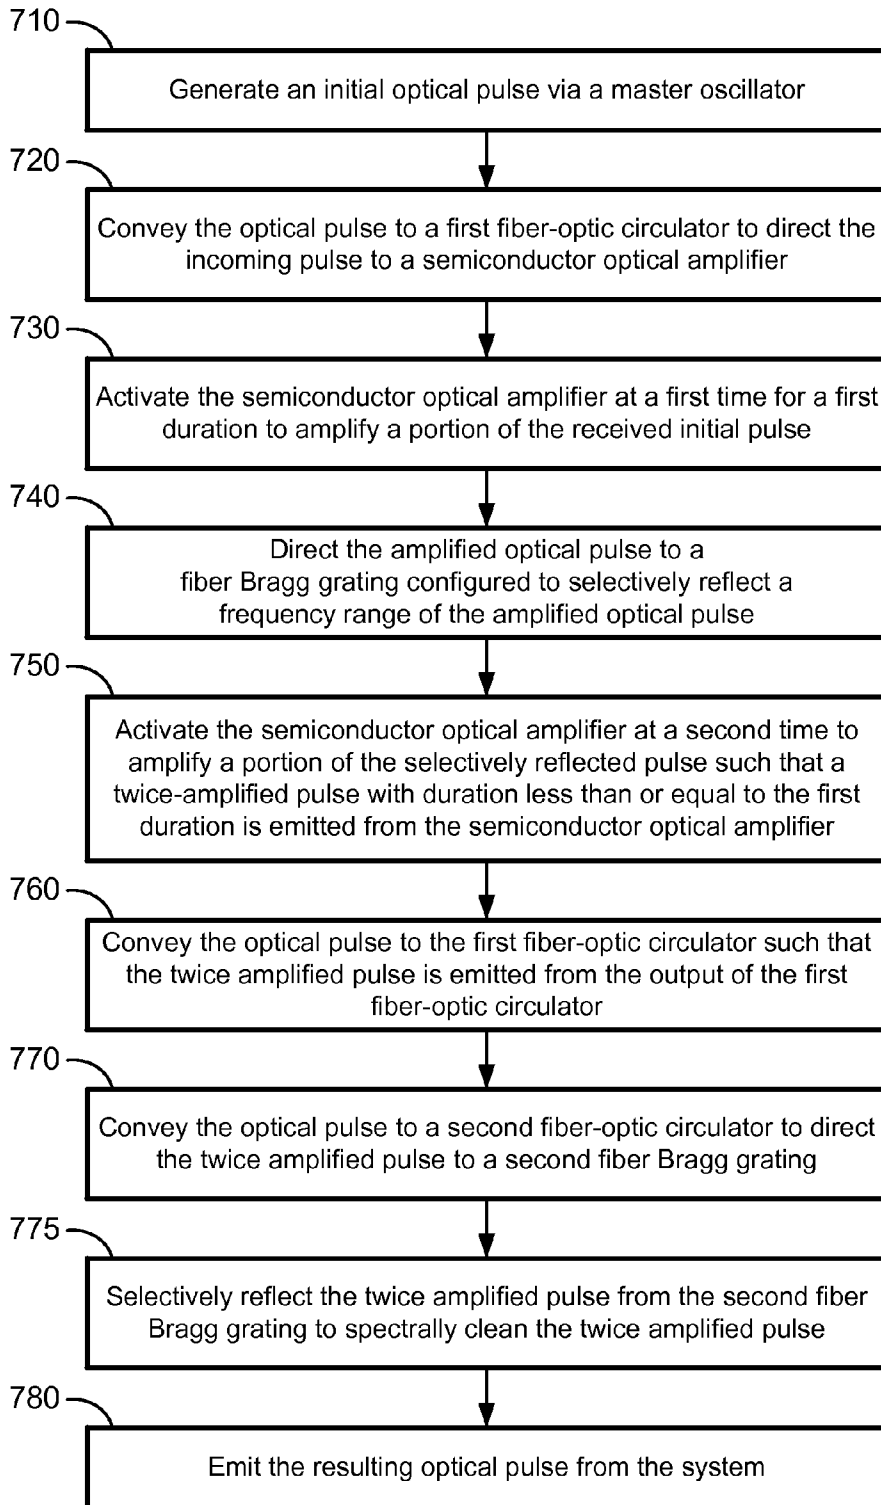 710
Generate an initial optical pulse via a master oscillator
720
Convey the optical pulse to a first fiber-optic circulator to direct the
incoming pulse to a semiconductor optical amplifier
730
Activate the semiconductor optical amplifier at a first time for a first
duration to amplify a portion of the received initial pulse
740
Direct the amplified optical pulse to a
fiber Bragg grating configured to selectively reflect a
frequency range of the amplified optical pulse
750
Activate the semiconductor optical amplifier at a second time to
amplify a portion of the selectively reflected pulse such that a
twice-amplified pulse with duration less than or equal to the first
duration is emitted from the semiconductor optical amplifier
760
Convey the optical pulse to the first fiber-optic circulator such that
the twice amplified pulse is emitted from the output of the first
fiber-optic circulator
770
Convey the optical pulse to a second fiber-optic circulator to direct
the twice amplified pulse to a second fiber Bragg grating
775
Selectively reflect the twice amplified pulse from the second fiber
Bragg grating to spectrally clean the twice amplified pulse
780
Emit the resulting optical pulse from the system